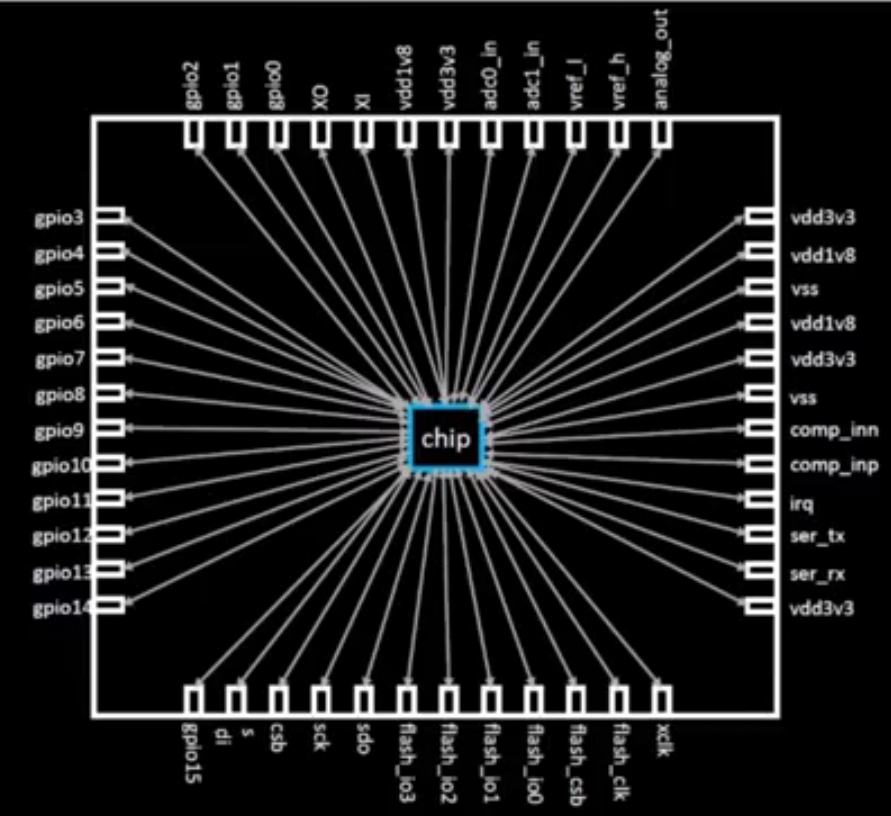 gpio2
gpio1
gpio0
XO
XI
vdd1v8
vdd3v3
adc0_in
adc1_in
vref_l
vref_h
analog_out
gpio3
gpio4
gpio5
gpio6
gpio7
gpio8
gpio9
gpio10
gpio11
gpio12
gpio13
gpio14
chip
vdd3v3
vdd1v8
vss
vdd1v8
vdd3v3
vss
comp_inn
comp_inp
irq
ser_tx
ser_rx
vdd3v3
gpio15
s
di
csb
sck
sdo
flash_io3
flash_io2
flash_io1
flash_io0
flash_csb
flash_clk
xclk